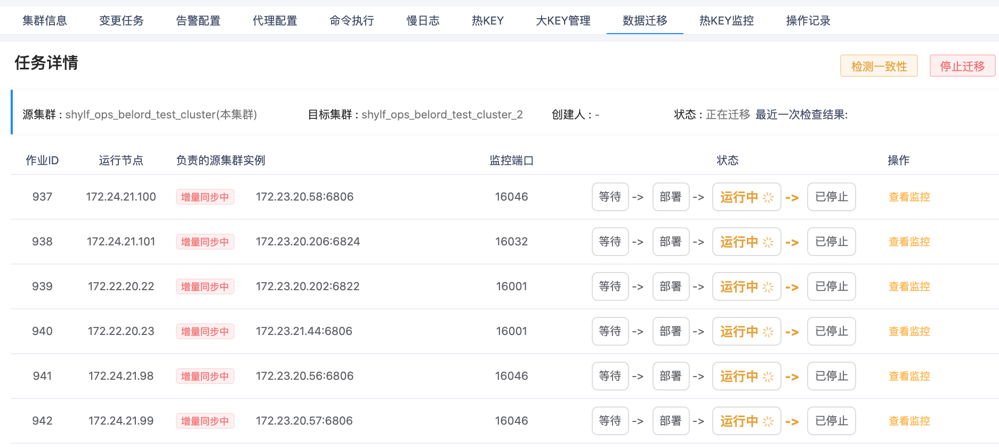 集群信息 变更任务 告警配置 代理配置 命令执行 慢日志 热KEY 大KEY管理 数据迁移 热KEY监控 操作记录
任务详情 检测一致性 停止迁移
源集群 : shylf_ops_belord_test_cluster(本集群) 目标集群 : shylf_ops_belord_test_cluster_2 创建人 : - 状态 : 正在迁移 最近一次检查结果:
作业ID 运行节点 负责的源集群实例 监控端口 状态 操作
937 172.24.21.100 增量同步中 172.23.20.58:6806 16046 等待 -> 部署 -> 运行中 -> 已停止 查看监控
938 172.24.21.101 增量同步中 172.23.20.206:6824 16032 等待 -> 部署 -> 运行中 -> 已停止 查看监控
939 172.22.20.22 增量同步中 172.23.20.202:6822 16001 等待 -> 部署 -> 运行中 -> 已停止 查看监控
940 172.22.20.23 增量同步中 172.23.21.44:6806 16001 等待 -> 部署 -> 运行中 -> 已停止 查看监控
941 172.24.21.98 增量同步中 172.23.20.56:6806 16046 等待 -> 部署 -> 运行中 -> 已停止 查看监控
942 172.24.21.99 增量同步中 172.23.20.57:6806 16046 等待 -> 部署 -> 运行中 -> 已停止 查看监控